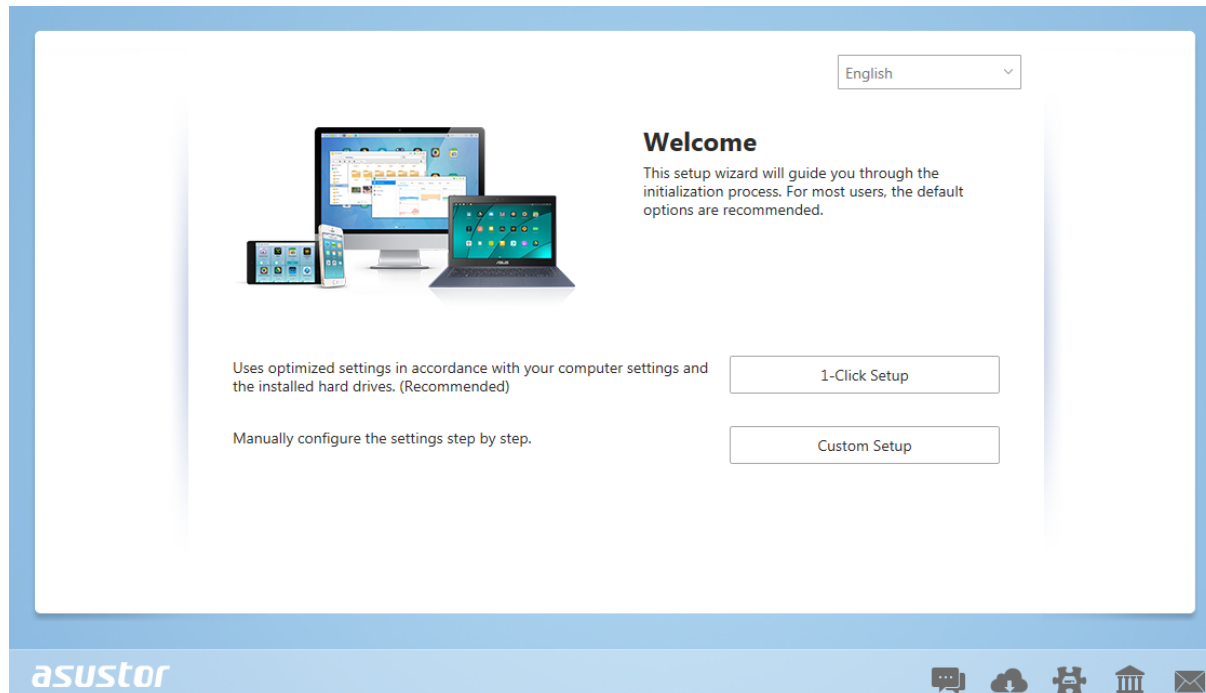 English
Welcome
This setup wizard will guide you through the
initialization process. For most users, the default
options are recommended.
Uses optimized settings in accordance with your computer settings and
the installed hard drives. (Recommended)
1-Click Setup
Manually configure the settings step by step.
Custom Setup
asustor